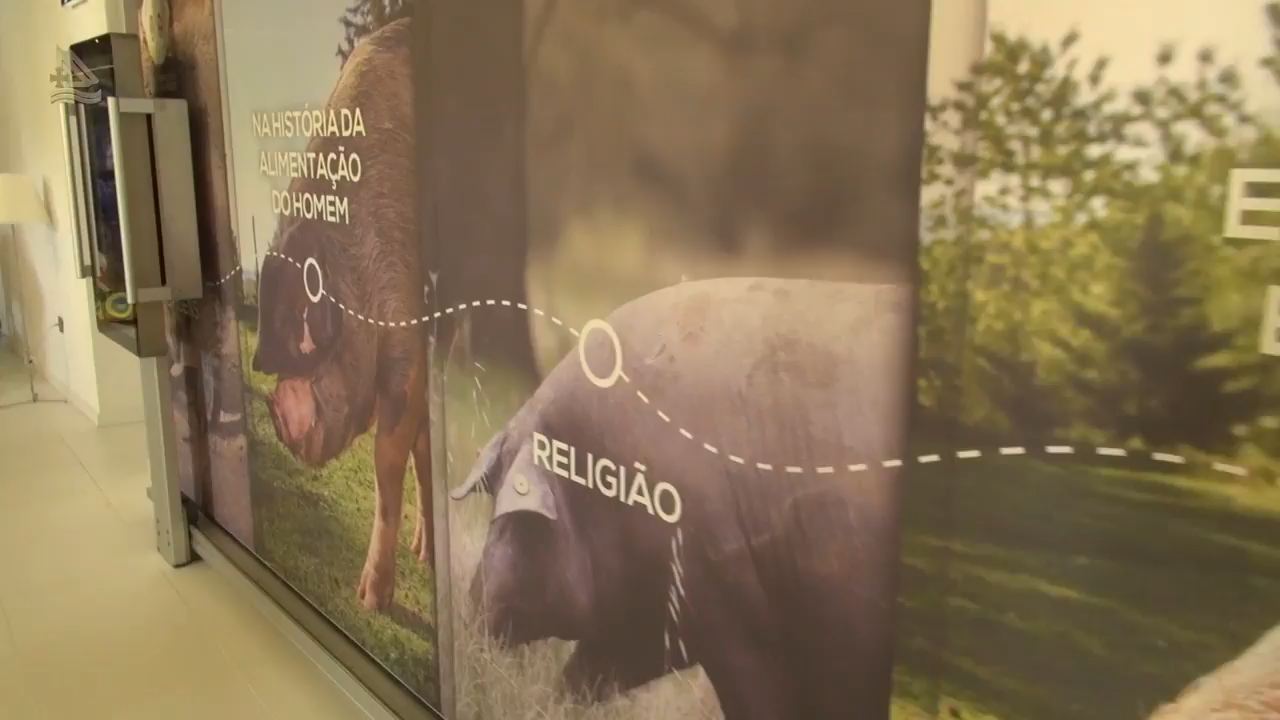 NA HISTÓRIA DA
ALIMENTAÇÃO
DO HOMEM
RELIGIÃO
E